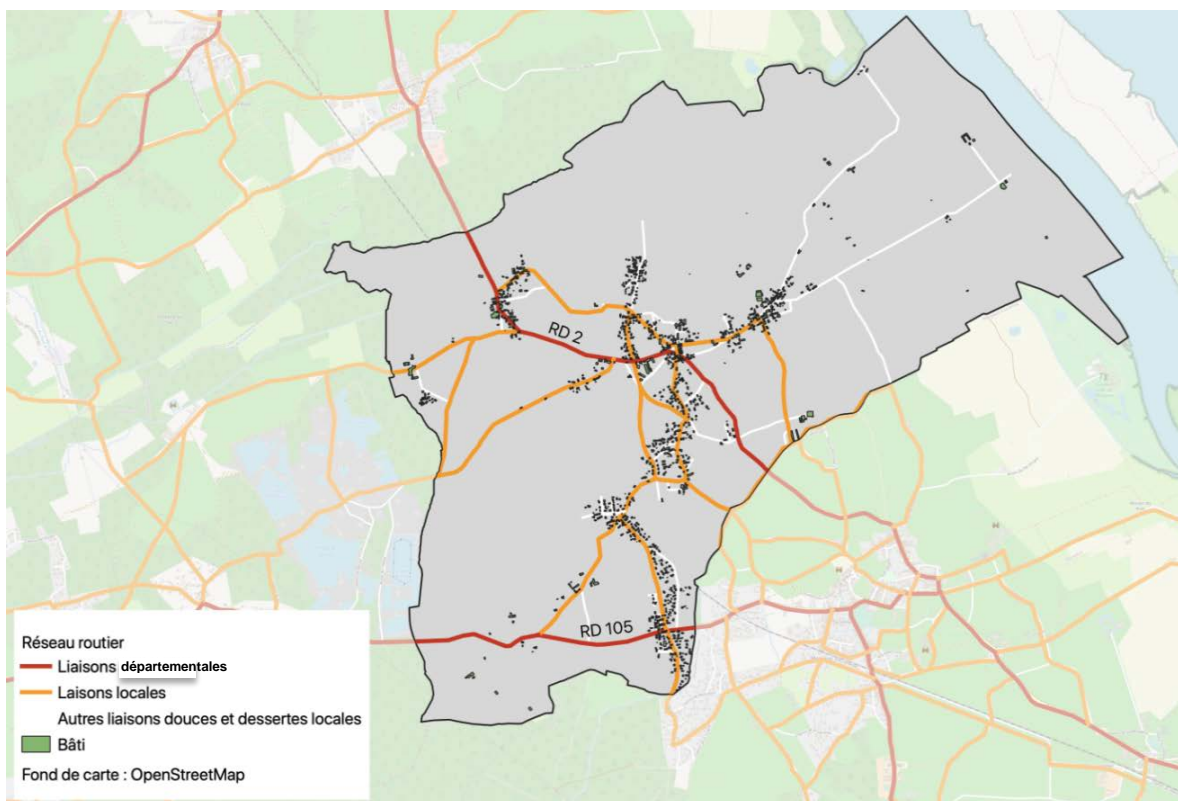 RD 2
RD 105
Réseau routier
Liaisons départementales
Laisons locales
Autres liaisons douces et dessertes locales
Bâti
Fond de carte : OpenStreetMap